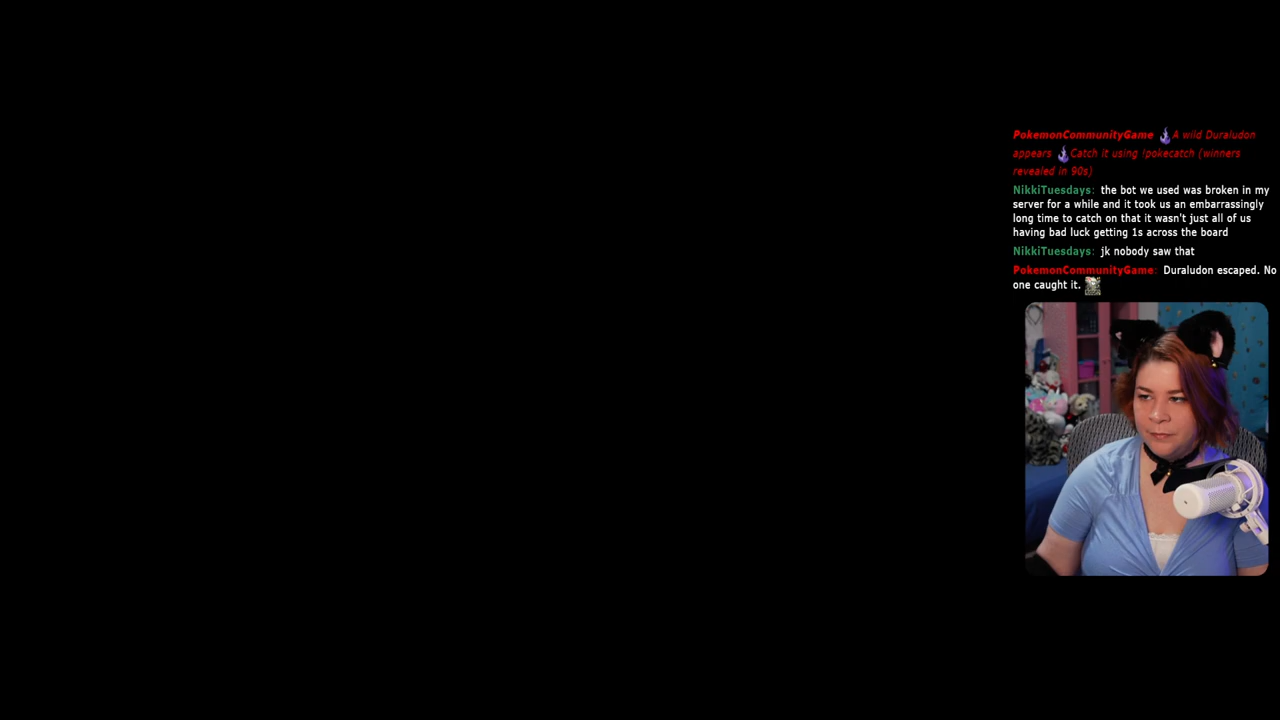 PokemonCommunityGame A wild Duraludon
appears Catch it using !pokecatch (winners
revealed in 90s)
NikkiTuesdays: the bot we used was broken in my
server for a while and it took us an embarrassingly
long time to catch on that it wasn't just all of us
having bad luck getting 1s across the board
NikkiTuesdays: jk nobody saw that
PokemonCommunityGame: Duraludon escaped. No
one caught it.